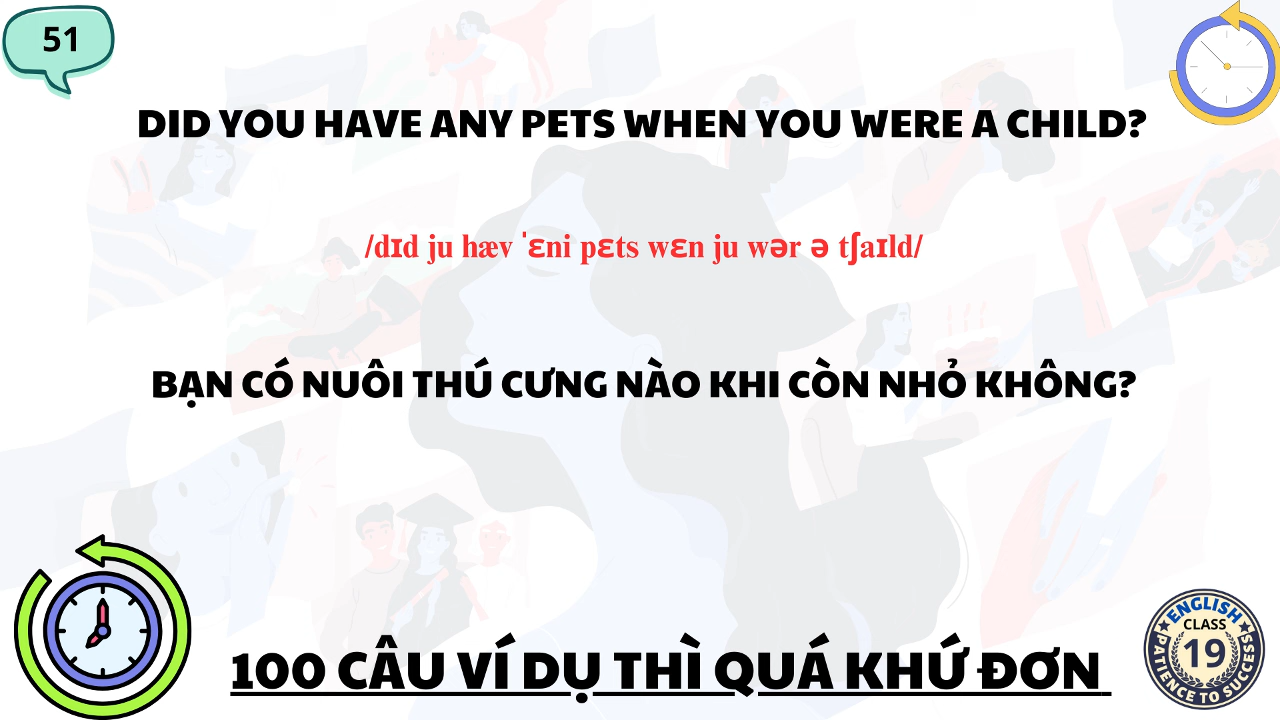 51
DID YOU HAVE ANY PETS WHEN YOU WERE A CHILD?
/dɪd ju hæv ˈɛni pɛts wɛn ju wər ə tʃaɪld/
BẠN CÓ NUÔI THÚ CƯNG NÀO KHI CÒN NHỎ KHÔNG?
100 CÂU VÍ DỤ THÌ QUÁ KHỨ ĐƠN
ENGLISH
CLASS
19
PATIENCE TO SUCCESS